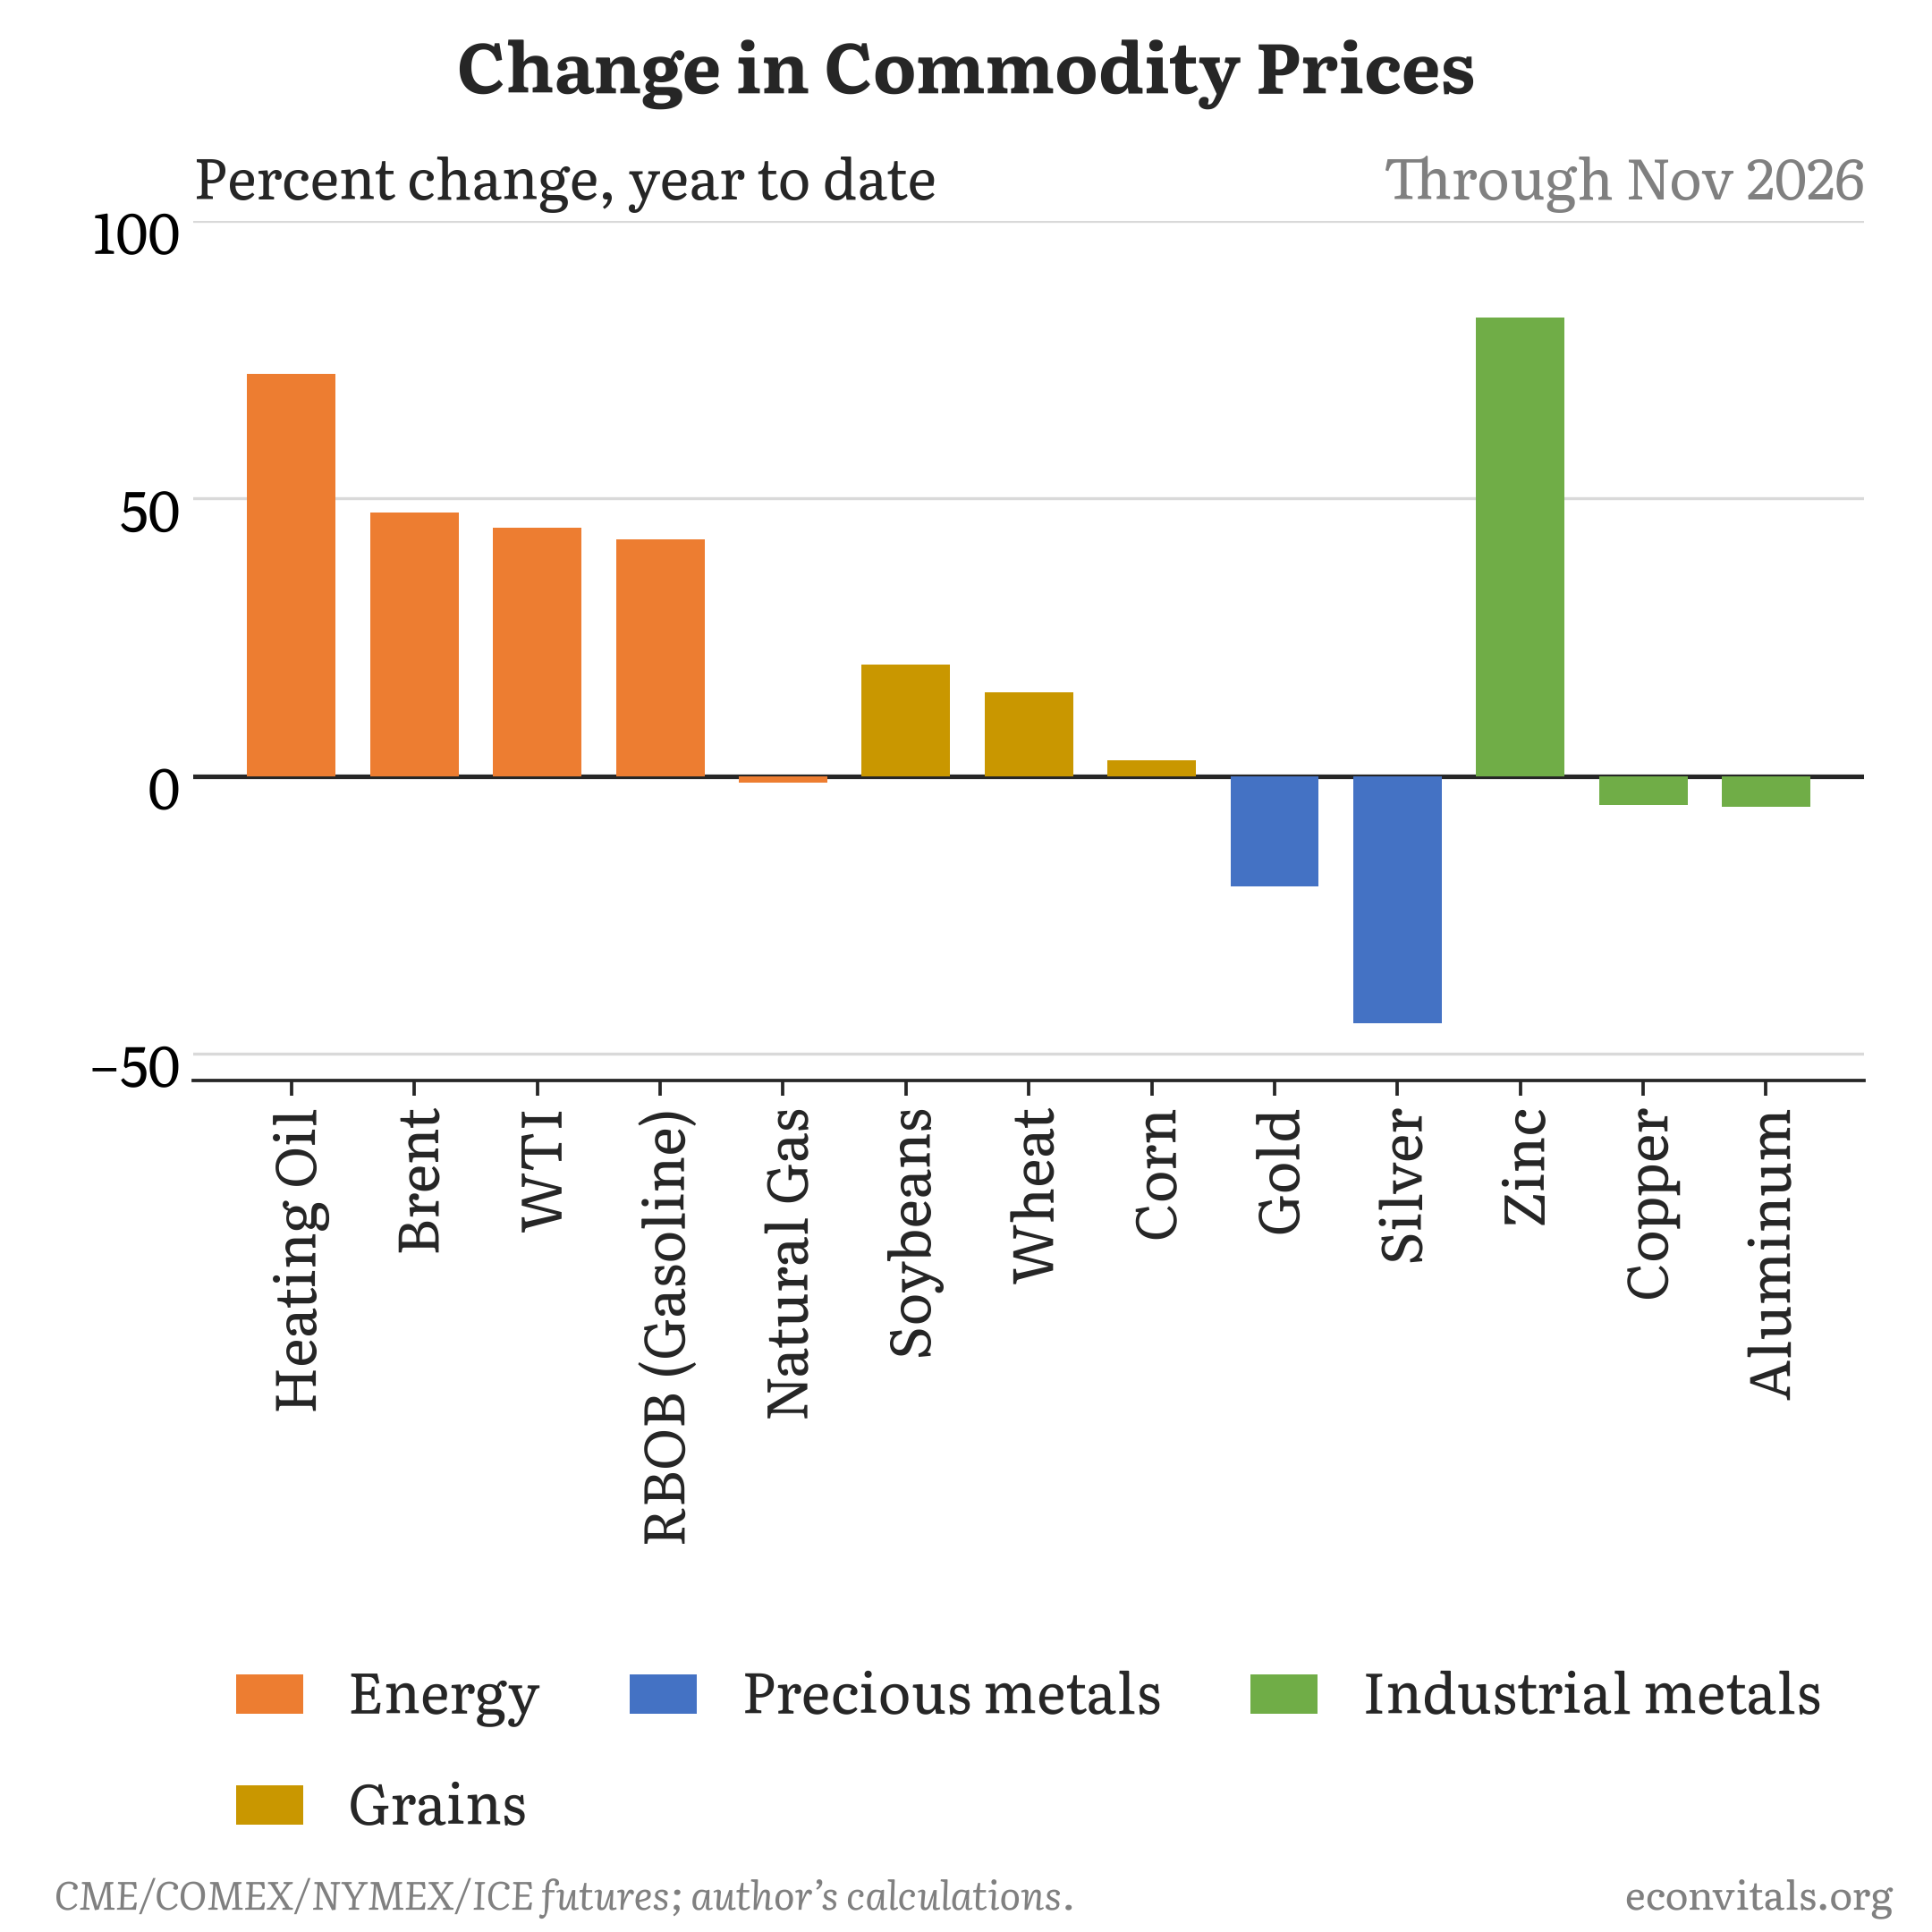 Change in Commodity Prices
Percent change, year to date
Through Nov 2026
100
50
0
−50
Heating Oil
Brent
WTI
RBOB (Gasoline)
Natural Gas
Soybeans
Wheat
Corn
Gold
Silver
Zinc
Copper
Aluminum
Energy
Precious metals
Industrial metals
Grains
CME/COMEX/NYMEX/ICE futures; author’s calculations.
econvitals.org